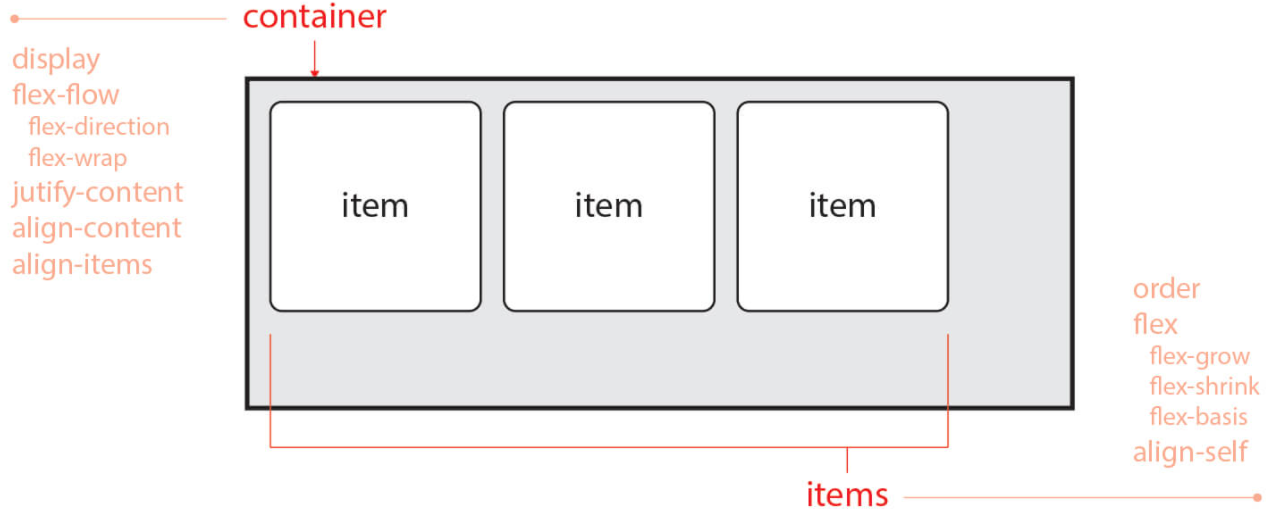 container
display
flex-flow
flex-direction
flex-wrap
jutify-content
align-content
align-items
item item item
order
flex
flex-grow
flex-shrink
flex-basis
align-self
items